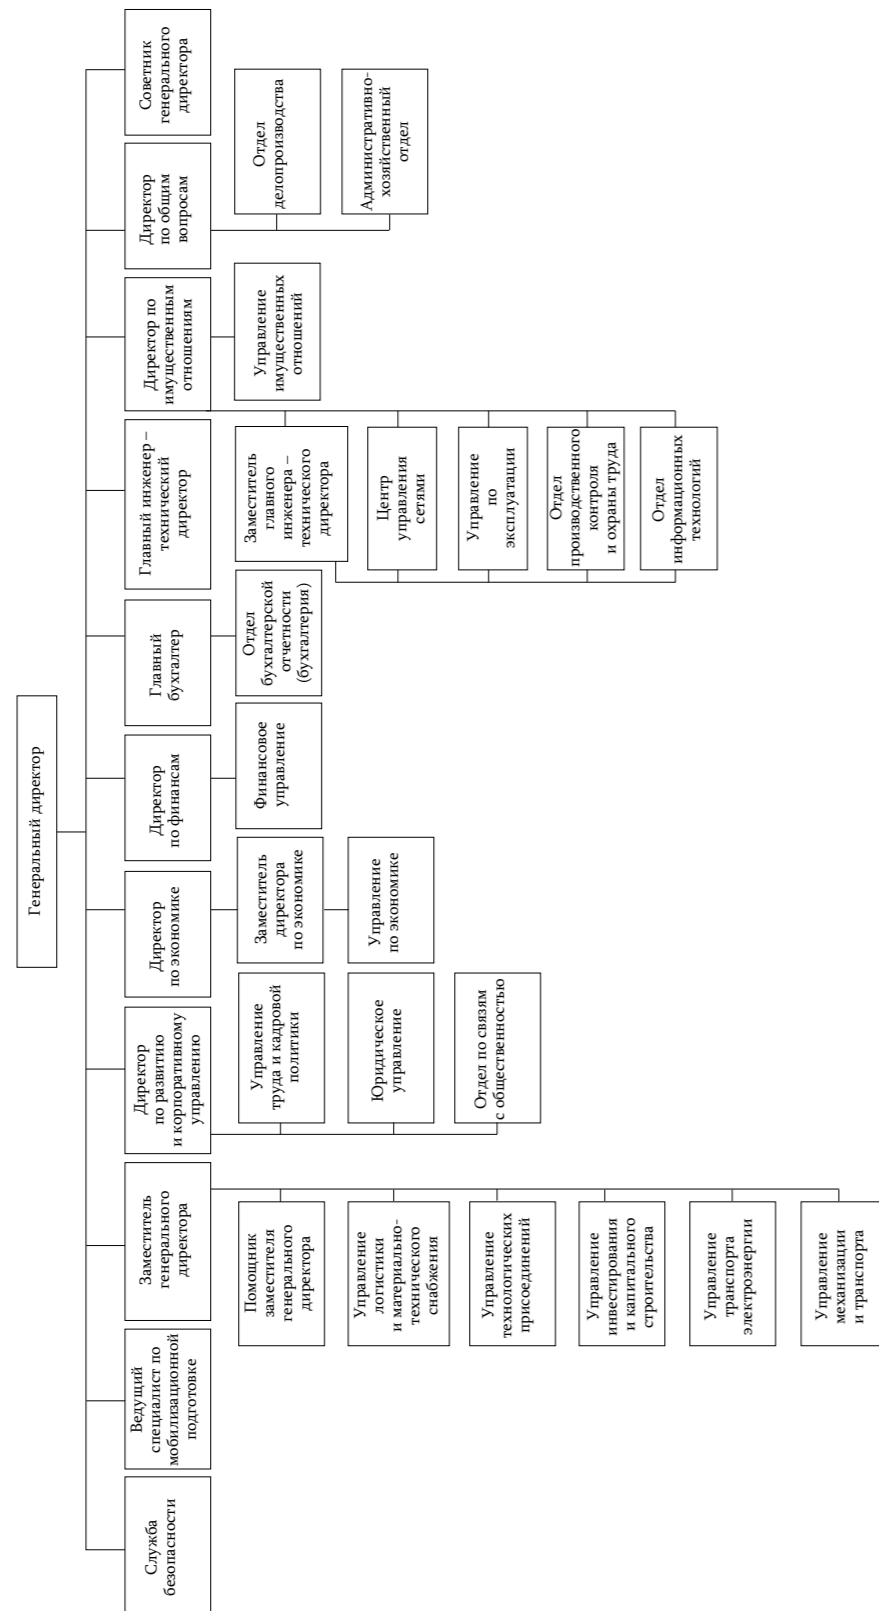 Генеральный директор
Служба
безопасности
Ведущий
специалист по
мобилизационной
подготовке
Заместитель
генерального
директора
Директор
по развитию
и корпоративному
управлению
Директор
по экономике
Директор
по финансам
Главный
бухгалтер
Главный инженер –
технический
директор
Директор по
имущественным
отношениям
Директор
по общим
вопросам
Советник
генерального
директора
Помощник
заместителя
генерального
директора
Управление
логистики
и материально-
технического
снабжения
Управление
технологических
присоединений
Управление
инвестирования
и капитального
строительства
Управление
транспорта
электроэнергии
Управление
механизации
и транспорта
Управление
труда и кадровой
политики
Юридическое
управление
Отдел по связям
с общественностью
Заместитель
директора
по экономике
Управление
по экономике
Финансовое
управление
Отдел
бухгалтерской
отчетности
(бухгалтерия)
Заместитель
главного
инженера –
технического
директора
Центр
управления
сетями
Управление
по
эксплуатации
Отдел
производственного
контроля
и охраны труда
Отдел
информационных
технологий
Управление
имущественных
отношений
Отдел
делопроизводства
Административно-
хозяйственный
отдел